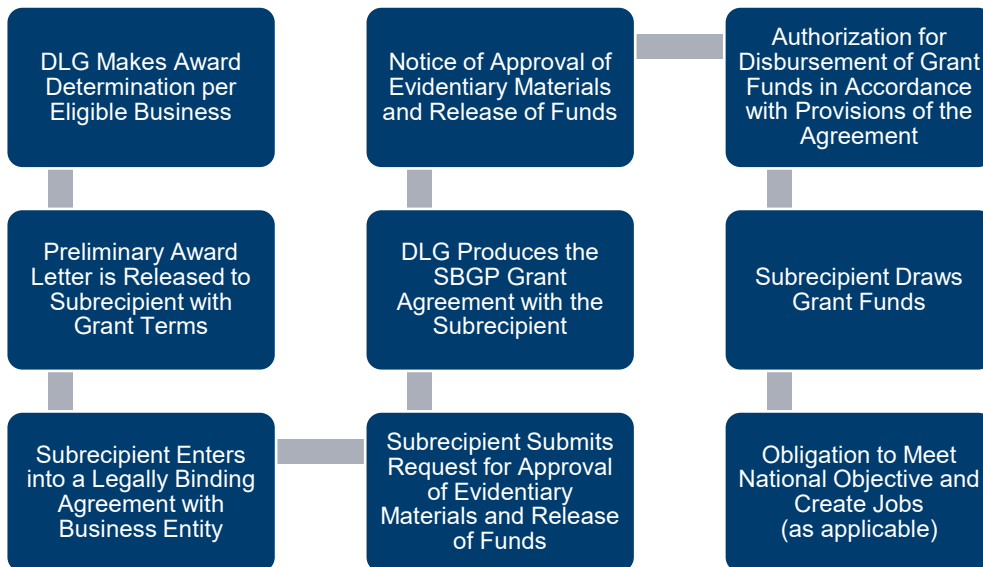 DLG Makes Award
Determination per
Eligible Business
Preliminary Award
Letter is Released to
Subrecipient with
Grant Terms
Subrecipient Enters
into a Legally Binding
Agreement with
Business Entity
Subrecipient Submits
Request for Approval
of Evidentiary
Materials and Release
of Funds
DLG Produces the
SBGP Grant
Agreement with the
Subrecipient
Notice of Approval of
Evidentiary Materials
and Release of Funds
Authorization for
Disbursement of Grant
Funds in Accordance
with Provisions of the
Agreement
Subrecipient Draws
Grant Funds
Obligation to Meet
National Objective and
Create Jobs
(as applicable)